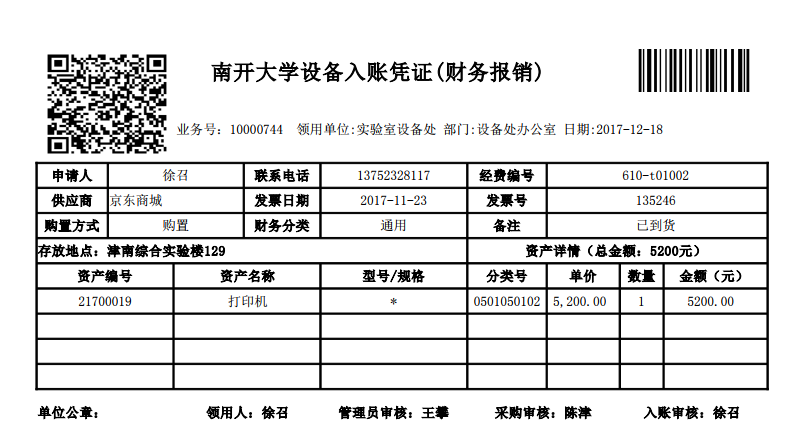 南开大学设备入账凭证(财务报销)
业务号：10000744 领用单位:实验室设备处 部门:设备处办公室 日期:2017-12-18
申请人 徐召 联系电话 13752328117 经费编号 610-t01002
供应商 京东商城 发票日期 2017-11-23 发票号 135246
购置方式 购置 财务分类 通用 备注 已到货
存放地点：津南综合实验楼129 资产详情（总金额：5200元）
资产编号 资产名称 型号/规格 分类号 单价 数量 金额（元）
21700019 打印机 * 0501050102 5,200.00 1 5200.00
单位公章： 领用人：徐召 管理员审核：王攀 采购审核：陈津 入账审核：徐召